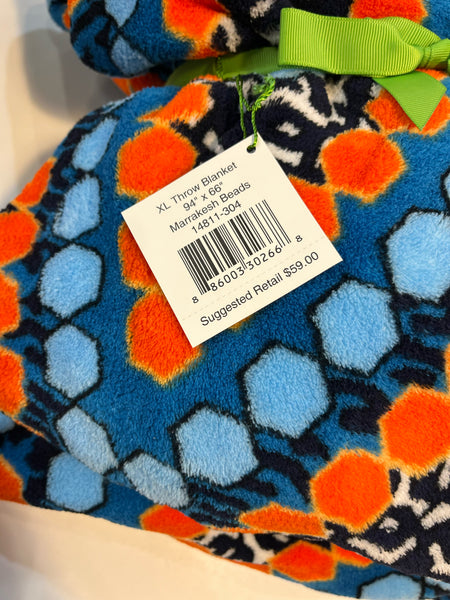 XL Throw Blanket
94" x 66"
Marrakesh Beads
14811-304
8 86003 30266 8
Suggested Retail $59.00